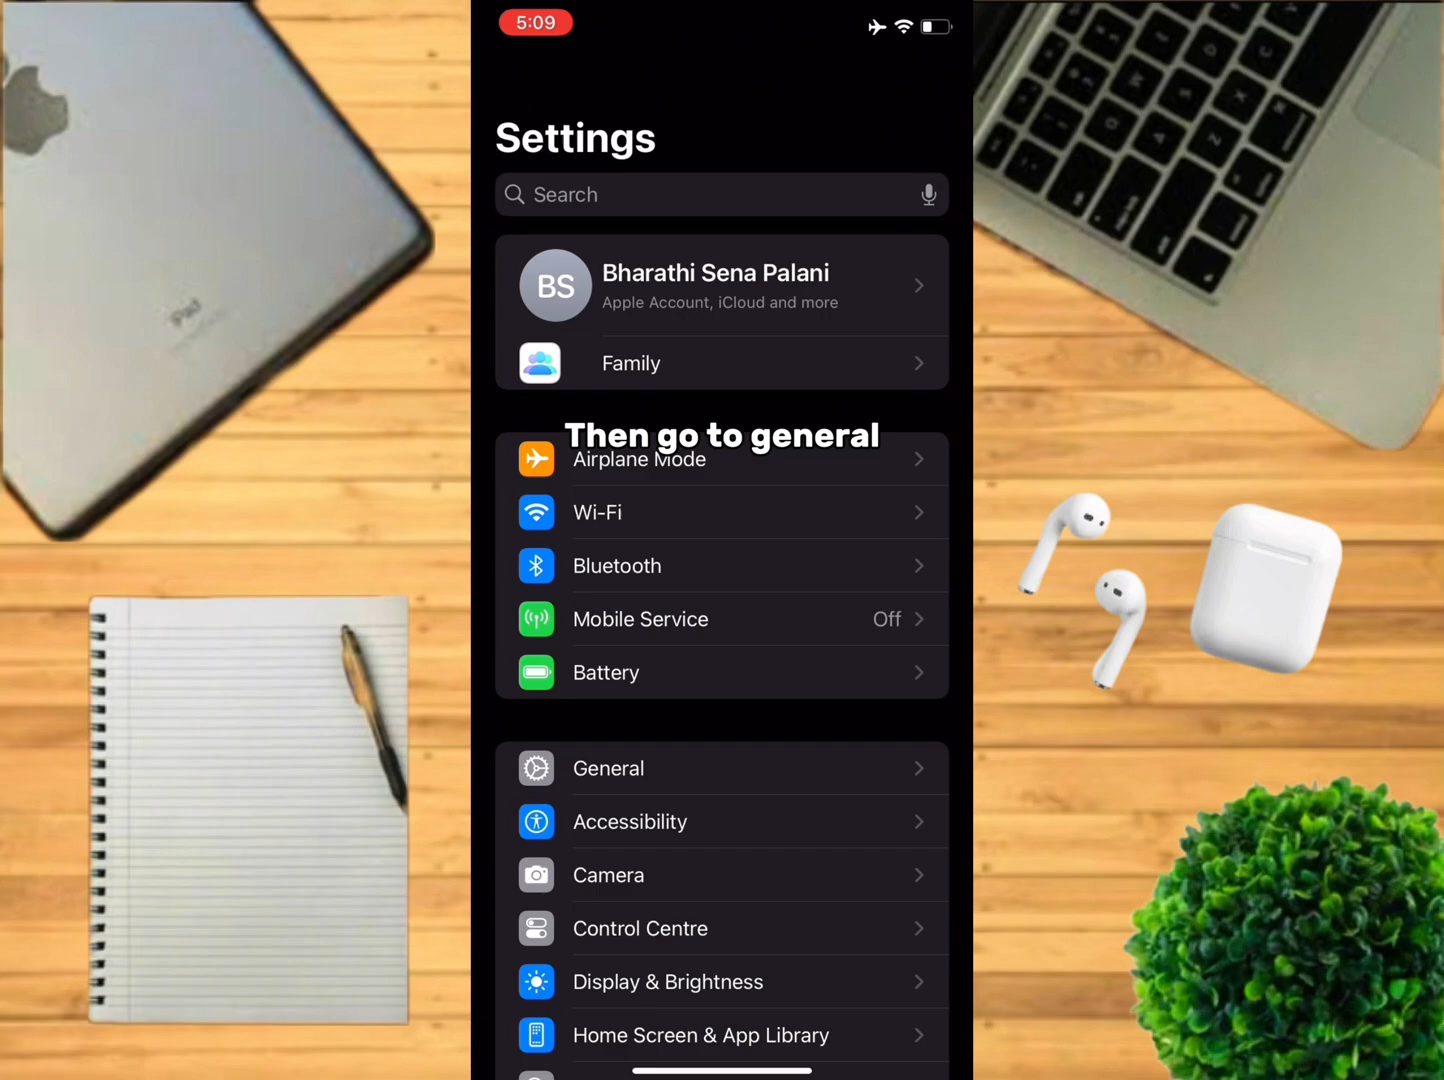 5:09
Settings
Search
BS
Bharathi Sena Palani
Apple Account, iCloud and more
Family
Then go to general
Airplane Mode
Wi-Fi
Bluetooth
Mobile Service Off
Battery
General
Accessibility
Camera
Control Centre
Display & Brightness
Home Screen & App Library
iPad